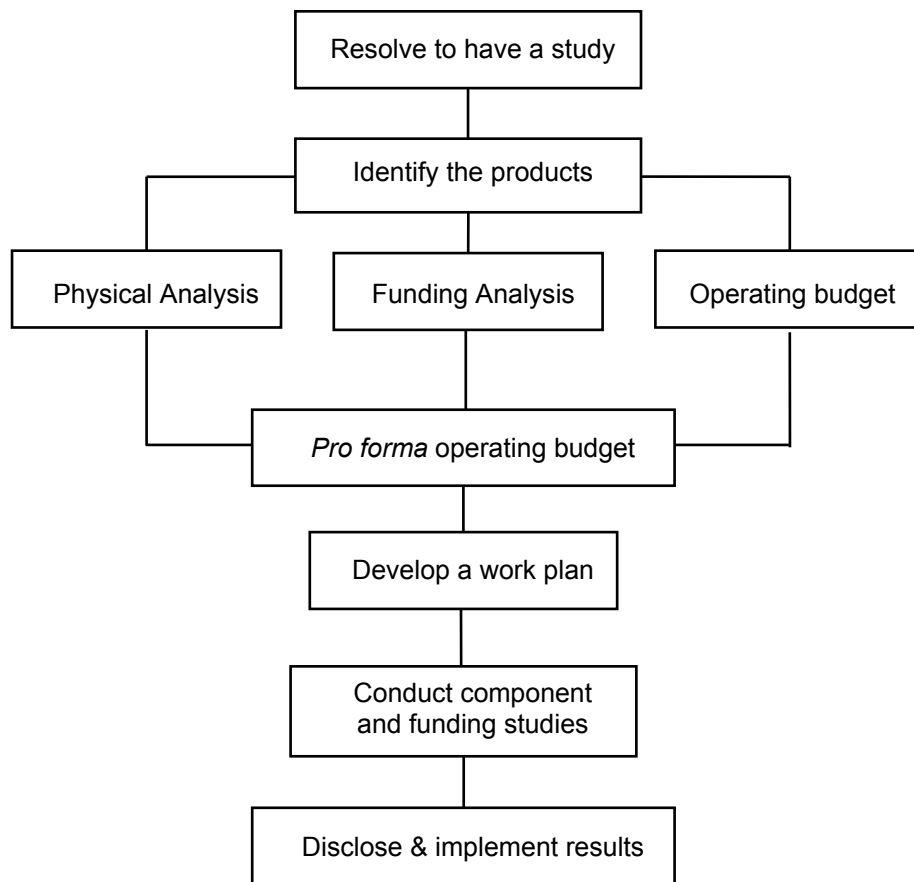 Resolve to have a study
Identify the products
Physical Analysis
Funding Analysis
Operating budget
Pro forma operating budget
Develop a work plan
Conduct component
and funding studies
Disclose & implement results